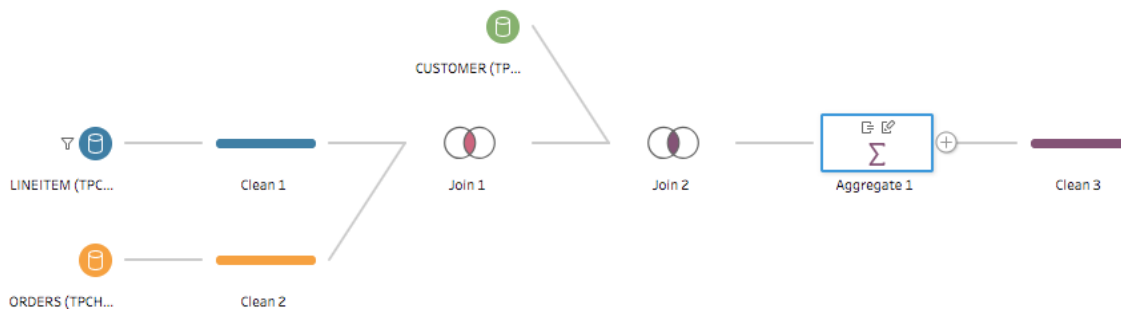 CUSTOMER (TP...
LINEITEM (TPC...
Clean 1
Join 1
Join 2
Aggregate 1
Clean 3
ORDERS (TPCH...
Clean 2